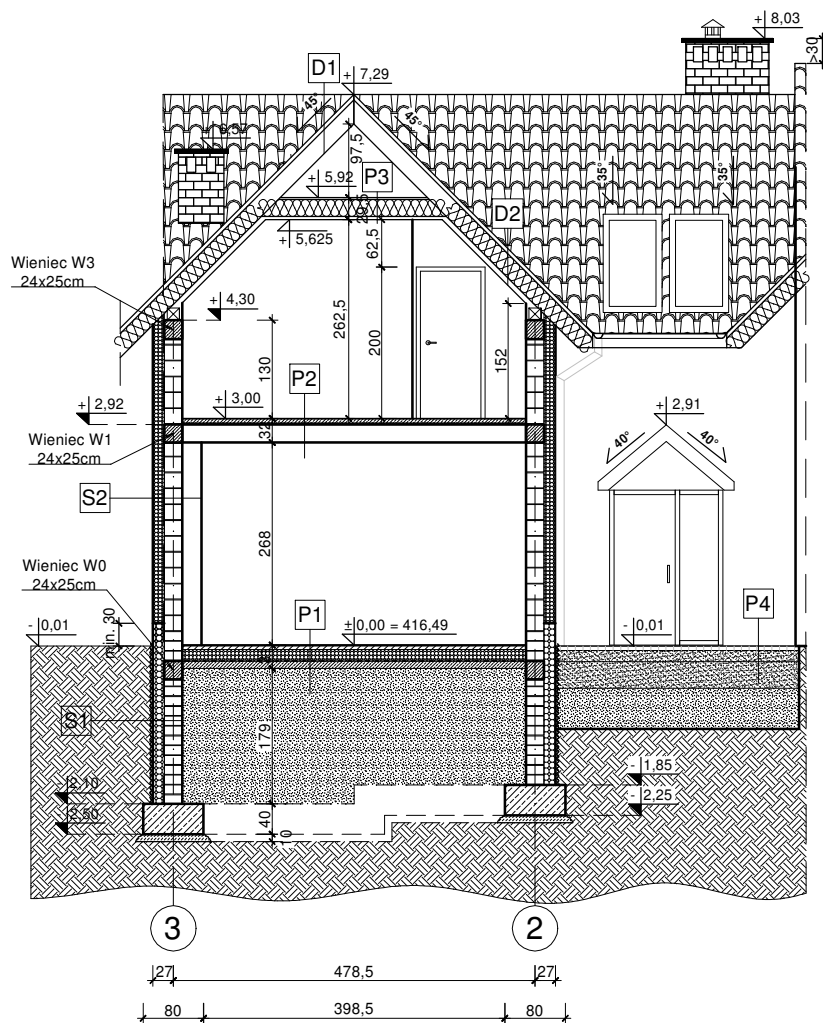 + 8,03
>30
D1
+ 7,29
45°
45°
+ 6,57
97,5
+ 5,92
P3
35°
35°
29,5
D2
+ 5,625
62,5
Wieniec W3
24x25cm
+ 4,30
262,5
200
152
130
P2
+ 3,00
+ 2,92
+ 2,91
32
Wieniec W1
24x25cm
40°
40°
S2
268
Wieniec W0
24x25cm
min. 30
P1
P4
- 0,01
±0,00 = 416,49
- 0,01
S1
179
- 1,85
2,10
- 2,25
2,50
40
10
3
2
27
478,5
27
80
398,5
80